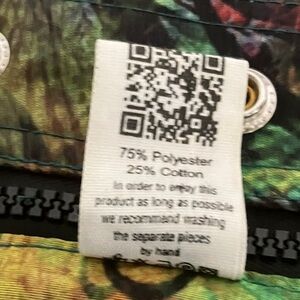 75% Polyester
25% Cotton
In order to enjoy this
product as long as possible
we recommend washing
the separate pieces
by hand